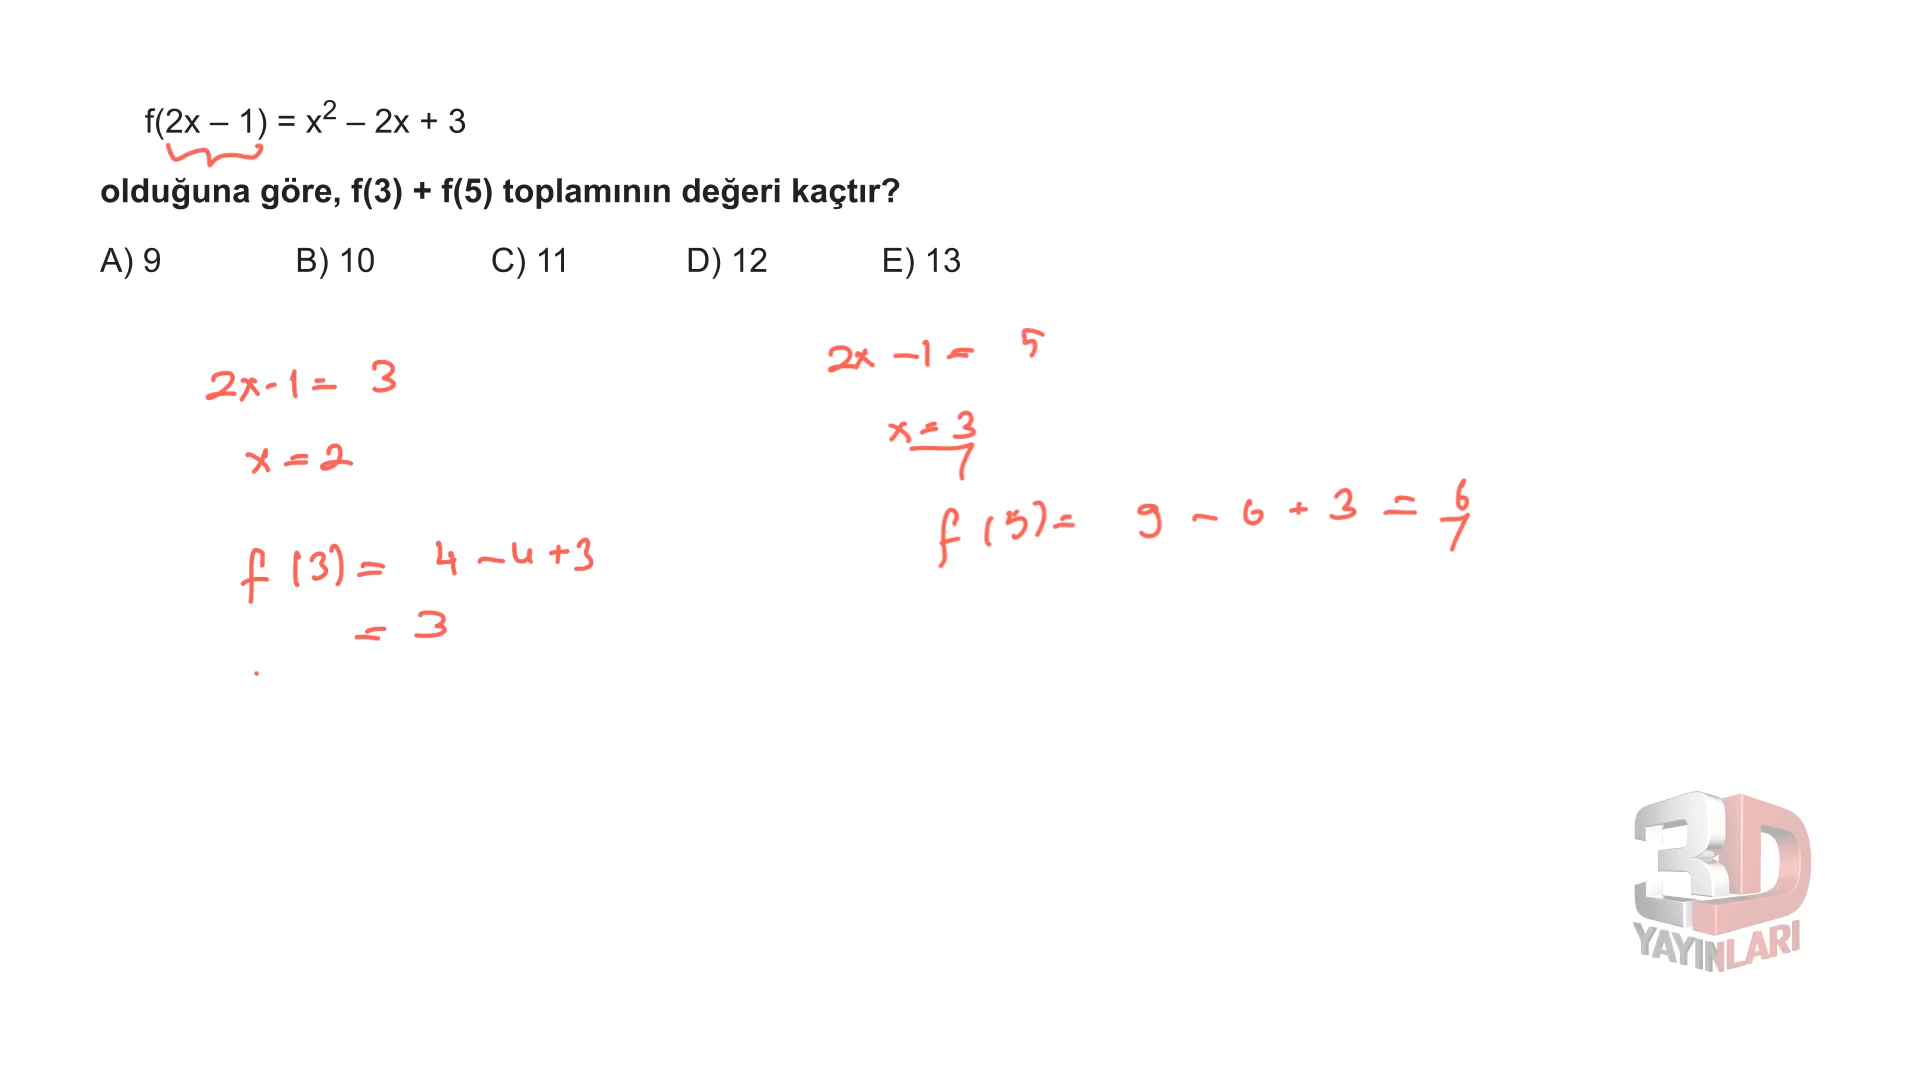 f(2x – 1) = x² – 2x + 3
olduğuna göre, f(3) + f(5) toplamının değeri kaçtır?
A) 9 B) 10 C) 11 D) 12 E) 13
2x-1= 3
x=2
f(3)= 4-4+3
= 3
2x-1= 5
x=3
f(5)= 9-6+3=6
3D
YAYINLARI